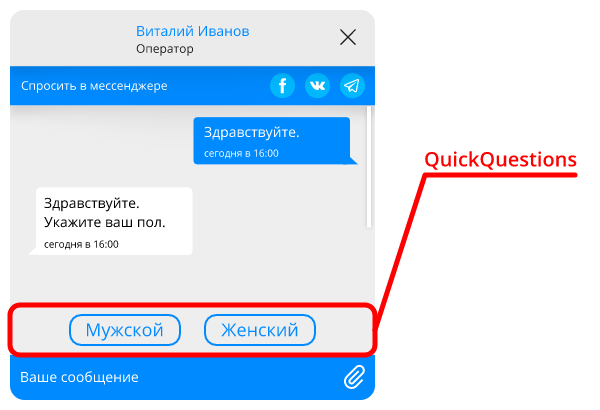 Виталий Иванов
Оператор
Спросить в мессенджере
Здравствуйте.
сегодня в 16:00
QuickQuestions
Здравствуйте.
Укажите ваш пол.
сегодня в 16:00
Мужской
Женский
Ваше сообщение